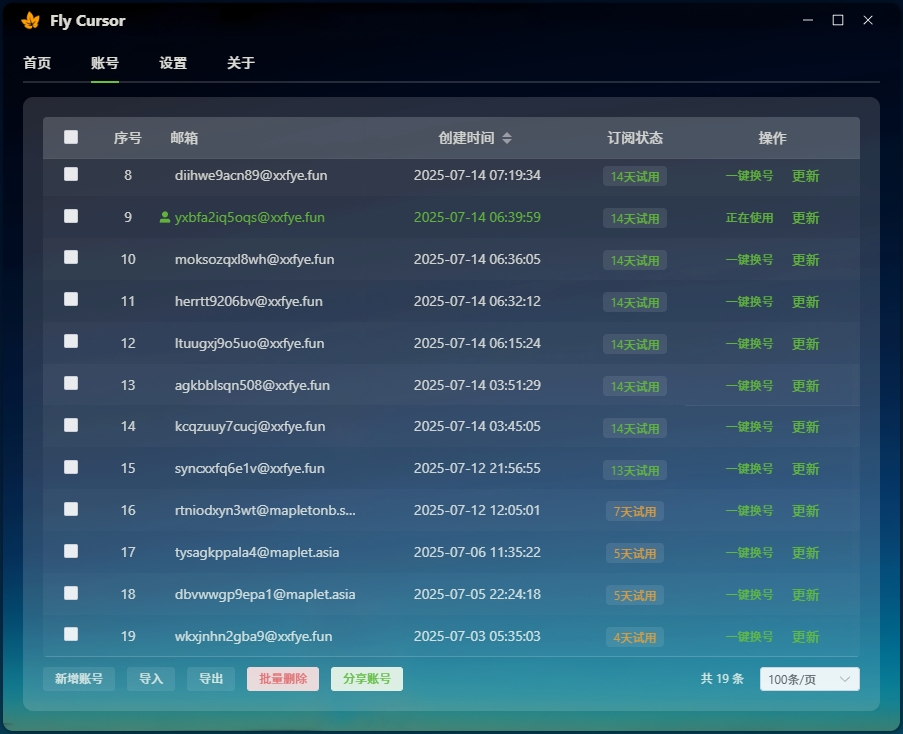 Fly Cursor
首页 账号 设置 关于
序号 邮箱 创建时间 订阅状态 操作
8 diihwe9acn89@xxfye.fun 2025-07-14 07:19:34 14天试用 一键换号 更新
9 yxbfa2iq5oqs@xxfye.fun 2025-07-14 06:39:59 14天试用 正在使用 更新
10 moksozqxl8wh@xxfye.fun 2025-07-14 06:36:05 14天试用 一键换号 更新
11 herrtt9206bv@xxfye.fun 2025-07-14 06:32:12 14天试用 一键换号 更新
12 ltuugxj9o5uo@xxfye.fun 2025-07-14 06:15:24 14天试用 一键换号 更新
13 agkbblsqn508@xxfye.fun 2025-07-14 03:51:29 14天试用 一键换号 更新
14 kcqzuuy7cucj@xxfye.fun 2025-07-14 03:45:05 14天试用 一键换号 更新
15 syncxxfq6e1v@xxfye.fun 2025-07-12 21:56:55 13天试用 一键换号 更新
16 rtniodxyn3wt@mapletonb.s... 2025-07-12 12:05:01 7天试用 一键换号 更新
17 tysagkppala4@maplet.asia 2025-07-06 11:35:22 5天试用 一键换号 更新
18 dbvwwgp9epa1@maplet.asia 2025-07-05 22:24:18 5天试用 一键换号 更新
19 wkxjnhn2gba9@xxfye.fun 2025-07-03 05:35:03 4天试用 一键换号 更新
新增账号 导入 导出 批量删除 分享账号 共 19 条 100条/页